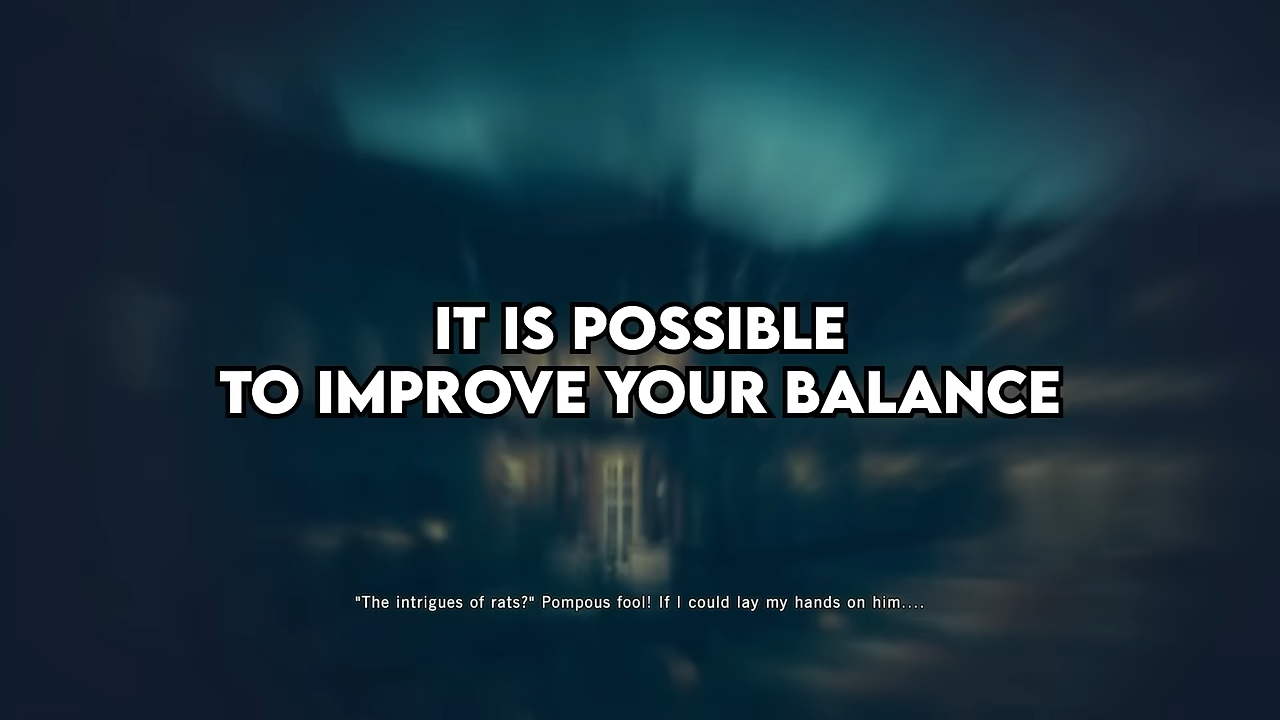 IT IS POSSIBLE
TO IMPROVE YOUR BALANCE
"The intrigues of rats?" Pompous fool! If I could lay my hands on him....